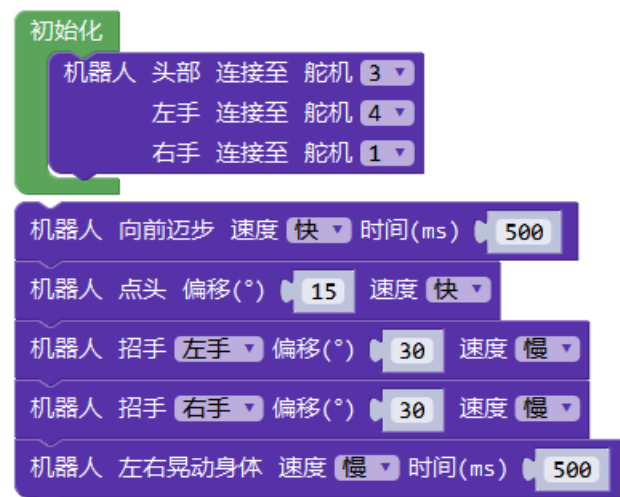 初始化
机器人 头部 连接至 舵机 3
左手 连接至 舵机 4
右手 连接至 舵机 1
机器人 向前迈步 速度 快 时间(ms) 500
机器人 点头 偏移(°) 15 速度 快
机器人 招手 左手 偏移(°) 30 速度 慢
机器人 招手 右手 偏移(°) 30 速度 慢
机器人 左右晃动身体 速度 慢 时间(ms) 500